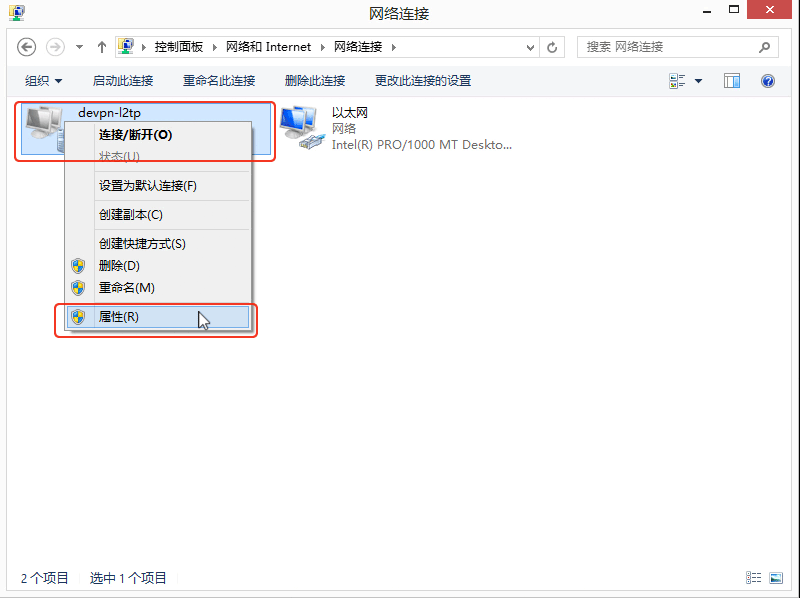 网络连接
控制面板 网络和 Internet 网络连接
搜索 网络连接
组织 启动此连接 重命名此连接 删除此连接 更改此连接的设置
devpn-l2tp
以太网
网络
Intel(R) PRO/1000 MT Deskto...
连接/断开(O)
状态(U)
设置为默认连接(F)
创建副本(C)
创建快捷方式(S)
删除(D)
重命名(M)
属性(R)
2 个项目 选中 1 个项目